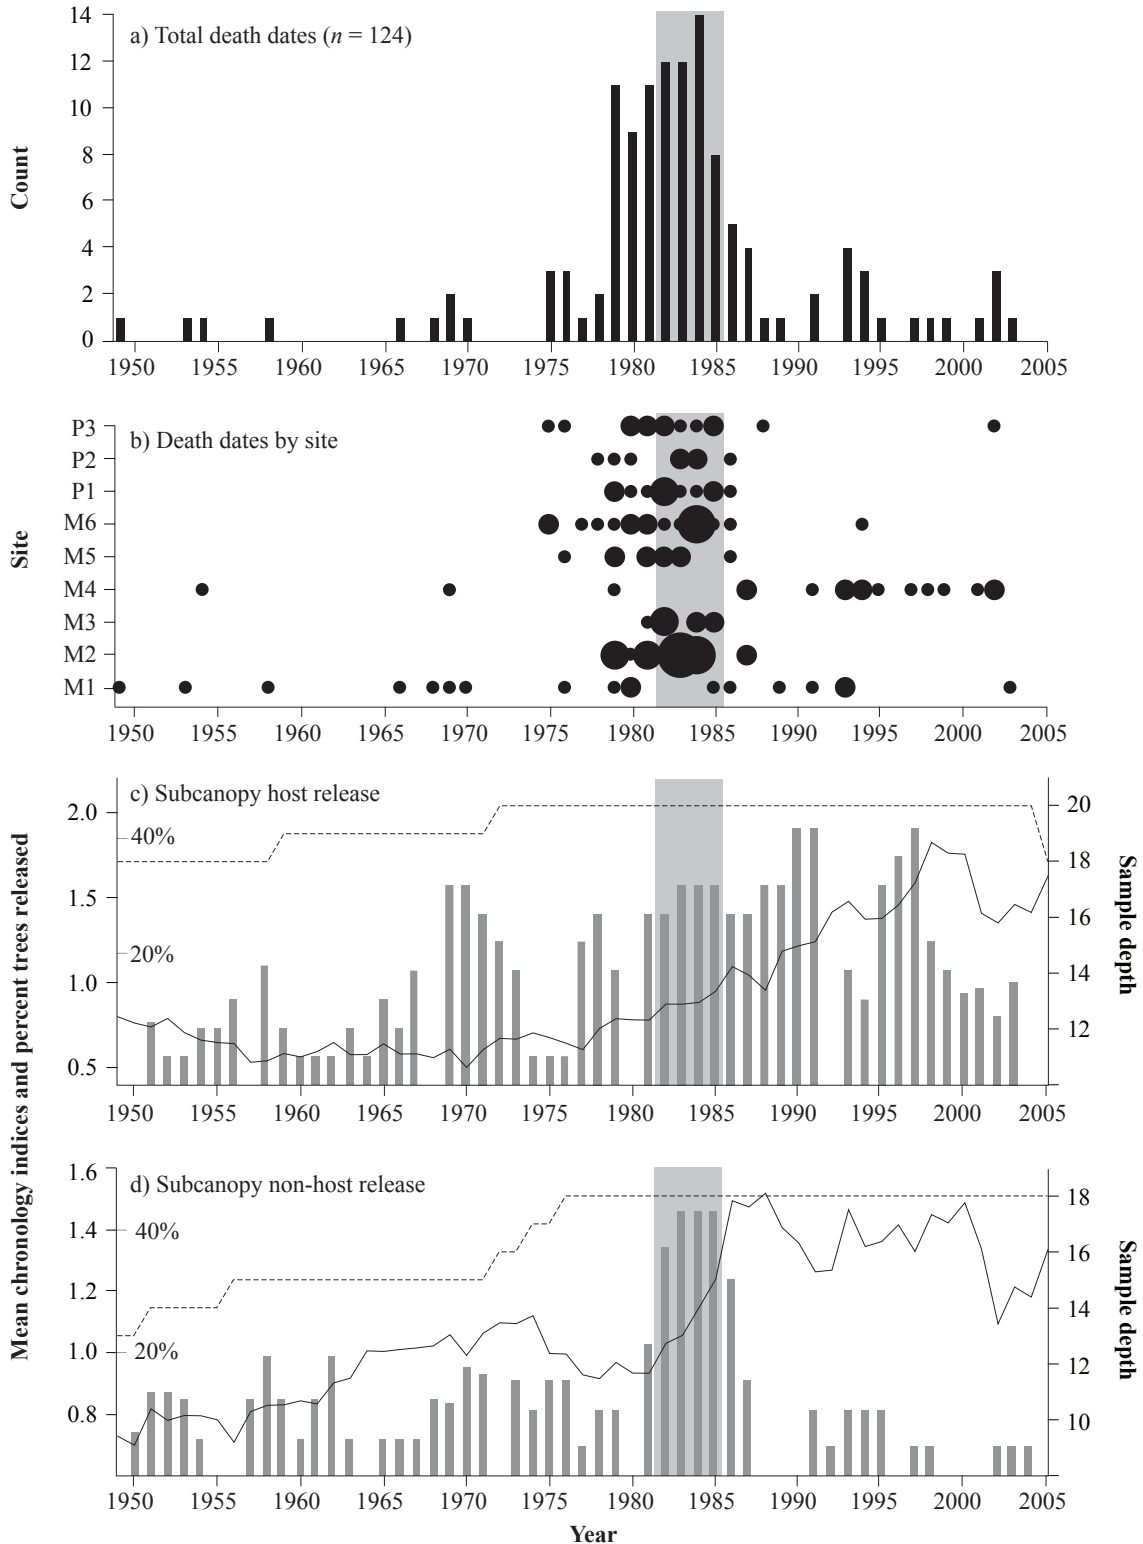 a) Total death dates (n = 124)
Count
14
12
10
8
6
4
2
0
1950 1955 1960 1965 1970 1975 1980 1985 1990 1995 2000 2005
b) Death dates by site
Site
P3
P2
P1
M6
M5
M4
M3
M2
M1
1950 1955 1960 1965 1970 1975 1980 1985 1990 1995 2000 2005
Mean chronology indices and percent trees released
c) Subcanopy host release
2.0
1.5
1.0
0.5
40%
20%
20
18
16
14
12
Sample depth
1950 1955 1960 1965 1970 1975 1980 1985 1990 1995 2000 2005
d) Subcanopy non-host release
1.6
1.4
1.2
1.0
0.8
40%
20%
18
16
14
12
10
Sample depth
1950 1955 1960 1965 1970 1975 1980 1985 1990 1995 2000 2005
Year